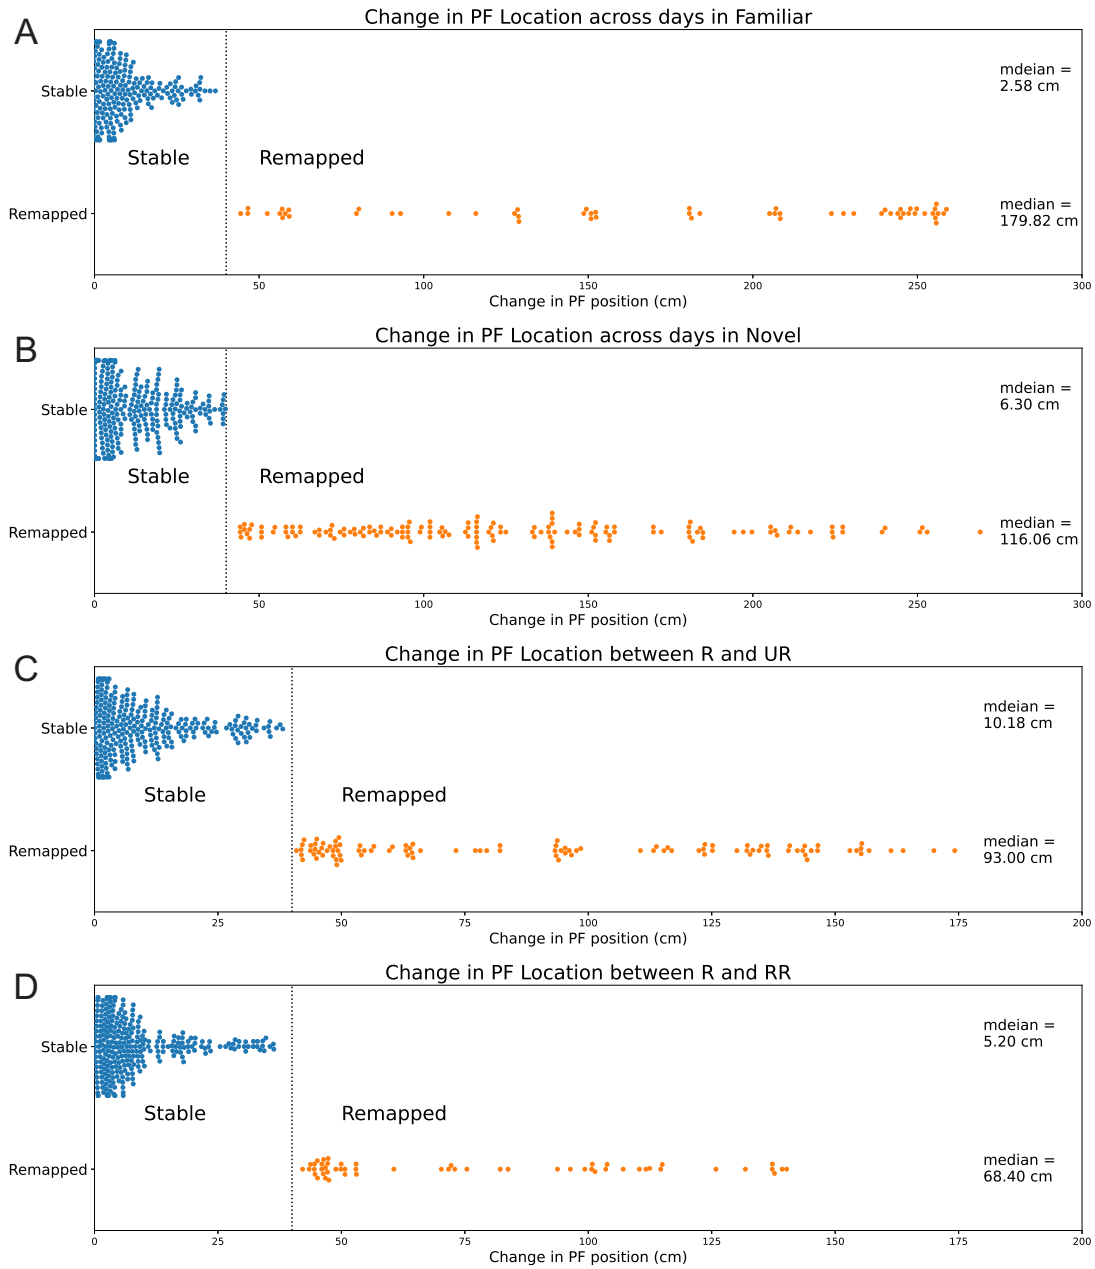 A
Change in PF Location across days in Familiar
Stable
mdeian =
2.58 cm
Stable
Remapped
Remapped
median =
179.82 cm
0 50 100 150 200 250 300
Change in PF position (cm)
B
Change in PF Location across days in Novel
Stable
mdeian =
6.30 cm
Stable
Remapped
Remapped
median =
116.06 cm
0 50 100 150 200 250 300
Change in PF position (cm)
C
Change in PF Location between R and UR
Stable
mdeian =
10.18 cm
Stable
Remapped
Remapped
median =
93.00 cm
0 25 50 75 100 125 150 175 200
Change in PF position (cm)
D
Change in PF Location between R and RR
Stable
mdeian =
5.20 cm
Stable
Remapped
Remapped
median =
68.40 cm
0 25 50 75 100 125 150 175 200
Change in PF position (cm)